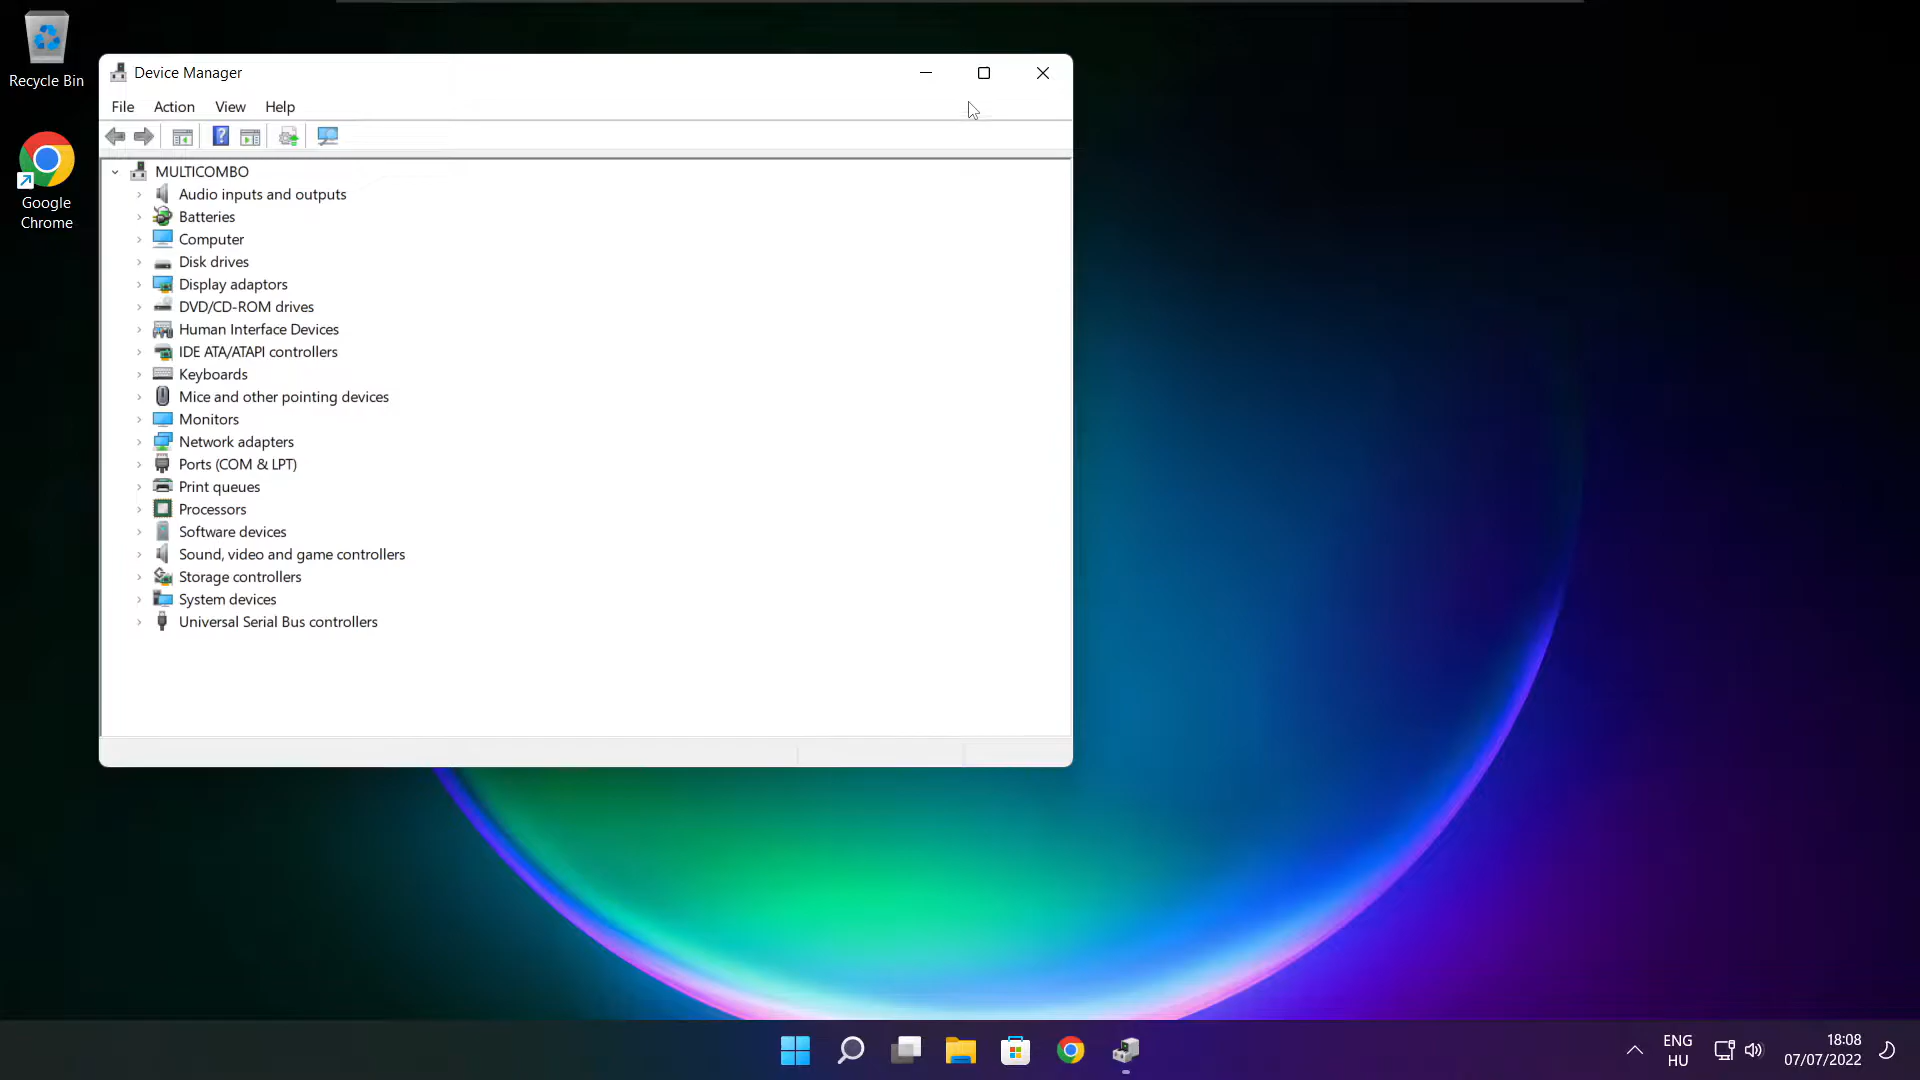 Recycle Bin
Google
Chrome
Device Manager
File Action View Help
MULTICOMBO
Audio inputs and outputs
Batteries
Computer
Disk drives
Display adaptors
DVD/CD-ROM drives
Human Interface Devices
IDE ATA/ATAPI controllers
Keyboards
Mice and other pointing devices
Monitors
Network adapters
Ports (COM & LPT)
Print queues
Processors
Software devices
Sound, video and game controllers
Storage controllers
System devices
Universal Serial Bus controllers
ENG
HU
18:08
07/07/2022